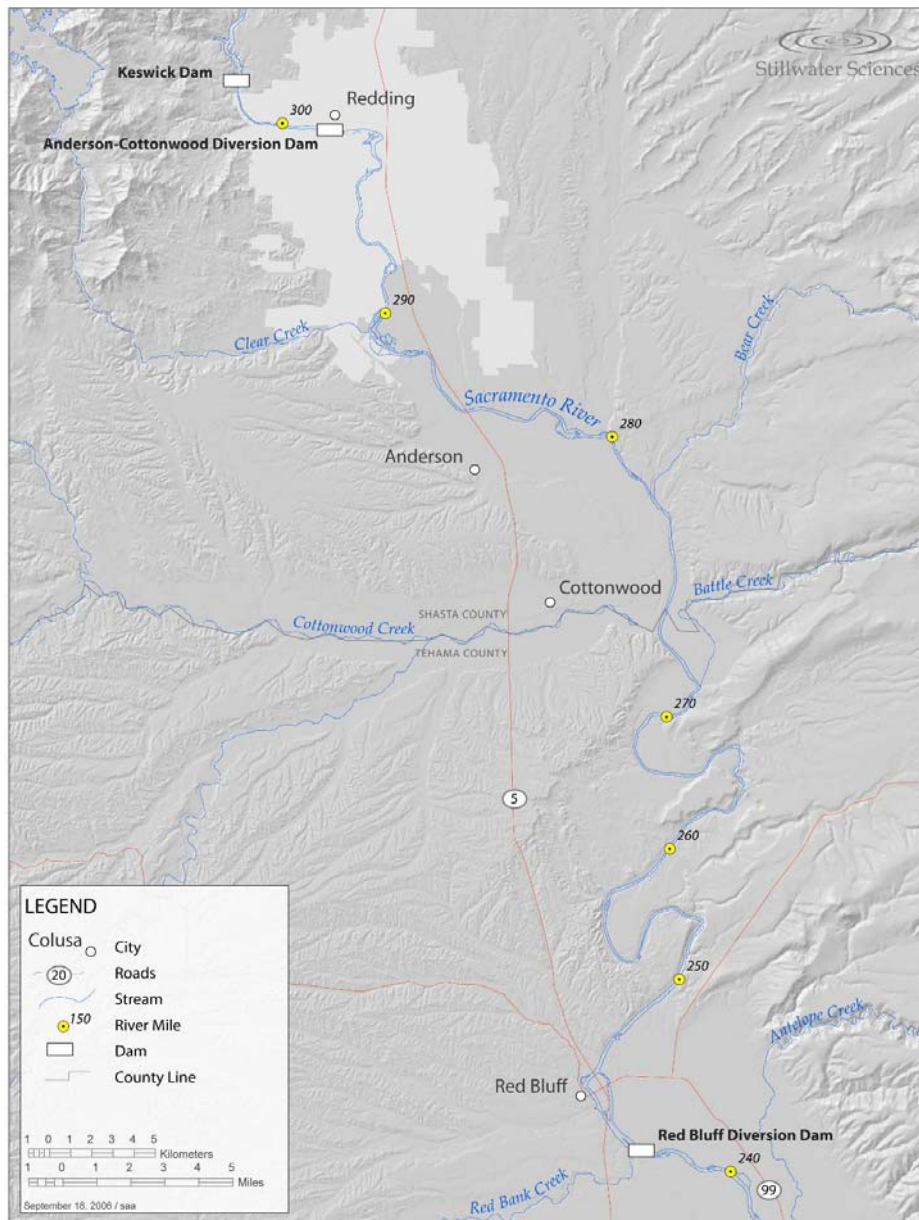 Stillwater Sciences
Keswick Dam
300
Redding
Anderson-Cottonwood Diversion Dam
290
Clear Creek
Bear Creek
Sacramento River
280
Anderson
Battle Creek
Cottonwood
SHASTA COUNTY
Cottonwood Creek
TEHAMA COUNTY
270
5
260
LEGEND
Colusa
City
20
Roads
Stream
150
River Mile
Dam
County Line
1 0 1 2 3 4 5
Kilometers
1 0 1 2 3 4 5
Miles
September 18, 2006 / saa
250
Antelope Creek
Red Bluff
Red Bluff Diversion Dam
240
Red Bank Creek
99